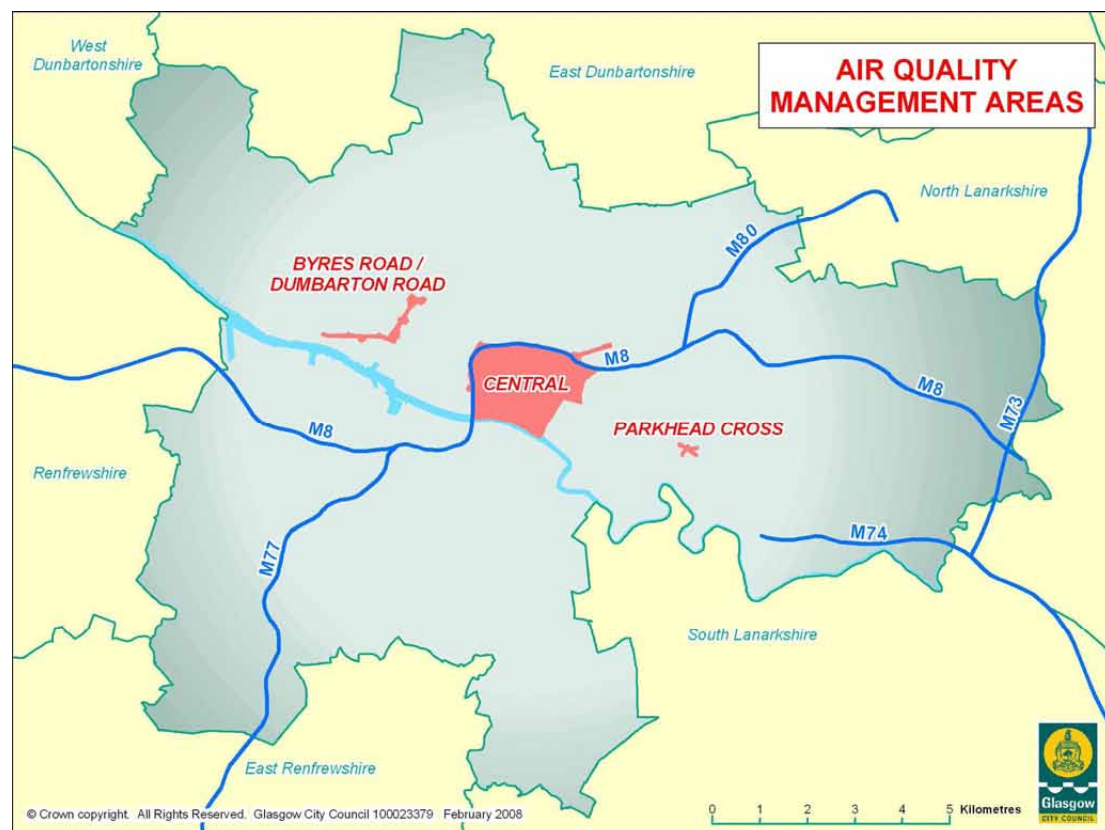 West
Dunbartonshire
East Dunbartonshire
AIR QUALITY
MANAGEMENT AREAS
North Lanarkshire
M80
BYRES ROAD /
DUMBARTON ROAD
M8
CENTRAL
M8
M73
M8
PARKHEAD CROSS
Renfrewshire
M77
M74
South Lanarkshire
East Renfrewshire
© Crown copyright. All Rights Reserved. Glasgow City Council 100023379 February 2008
0 1 2 3 4 5 Kilometres
Glasgow
CITY COUNCIL